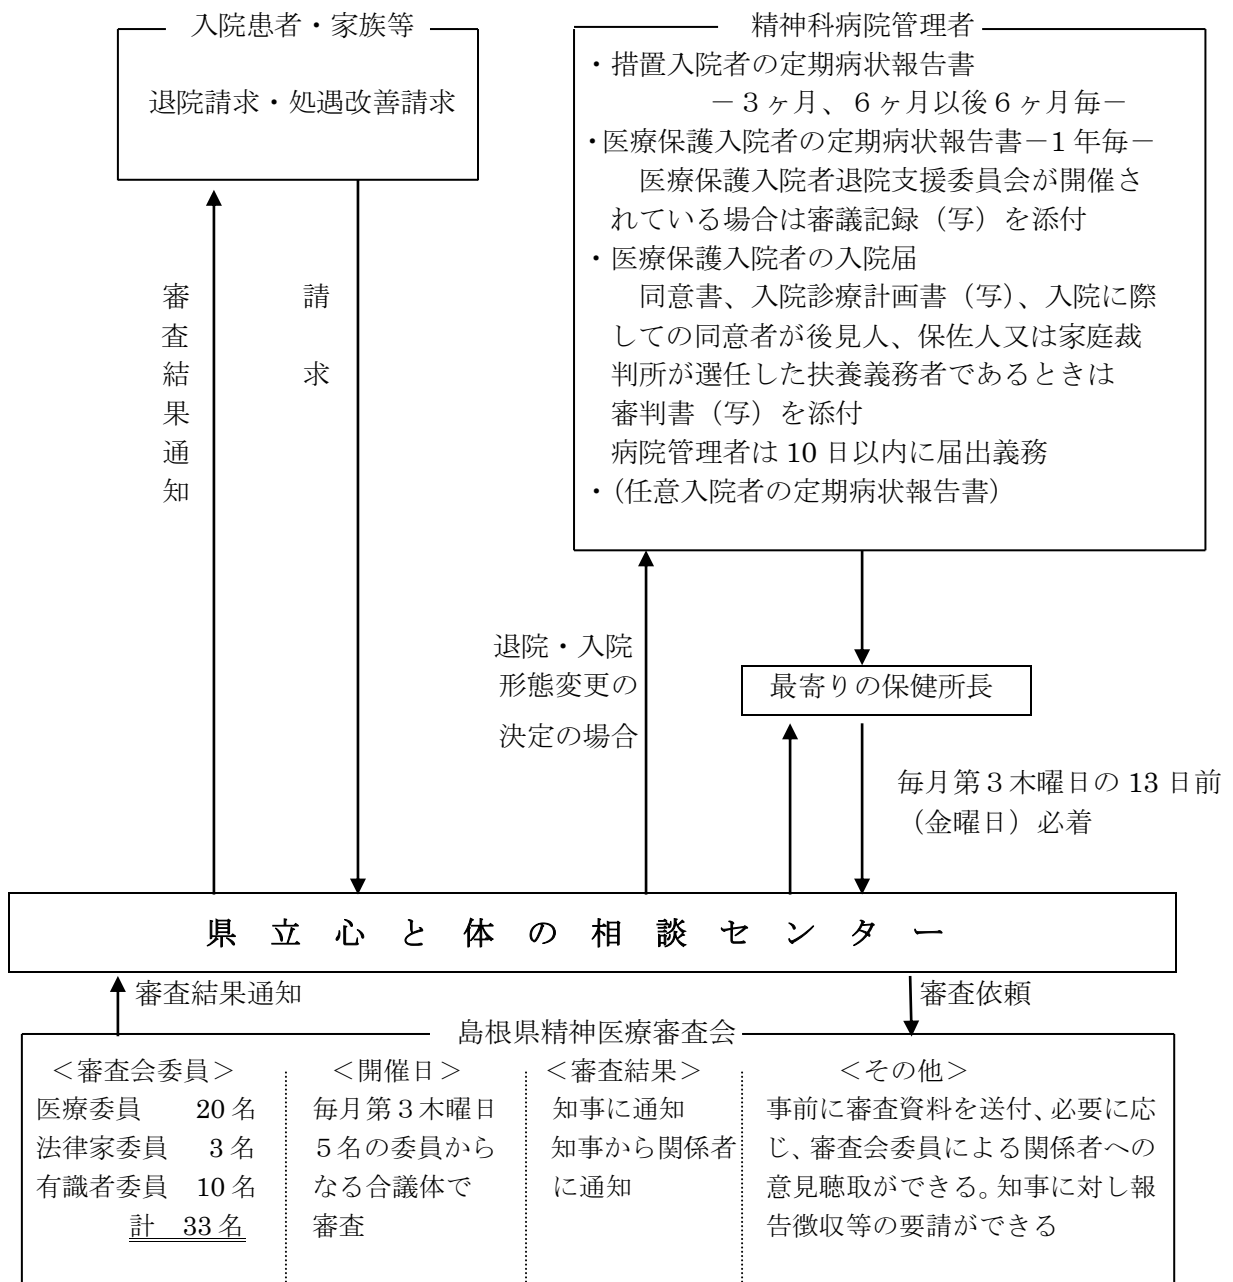 入院患者・家族等
退院請求・処遇改善請求
精神科病院管理者
・措置入院者の定期病状報告書
－３ヶ月、６ヶ月以後６ヶ月毎－
・医療保護入院者の定期病状報告書－1 年毎－
医療保護入院者退院支援委員会が開催さ
れている場合は審議記録（写）を添付
・医療保護入院者の入院届
同意書、入院診療計画書（写）、入院に際
しての同意者が後見人、保佐人又は家庭裁
判所が選任した扶養義務者であるときは
審判書（写）を添付
病院管理者は 10 日以内に届出義務
・（任意入院者の定期病状報告書）
審査結果通知
請求
退院・入院
形態変更の
決定の場合
最寄りの保健所長
毎月第３木曜日の 13 日前
（金曜日）必着
県立心と体の相談センター
審査結果通知
審査依頼
島根県精神医療審査会
＜審査会委員＞
医療委員 20 名
法律家委員 3 名
有識者委員 10 名
計 33 名
＜開催日＞
毎月第３木曜日
５名の委員から
なる合議体で
審査
＜審査結果＞
知事に通知
知事から関係者
に通知
＜その他＞
事前に審査資料を送付、必要に応
じ、審査会委員による関係者への
意見聴取ができる。知事に対し報
告徴収等の要請ができる